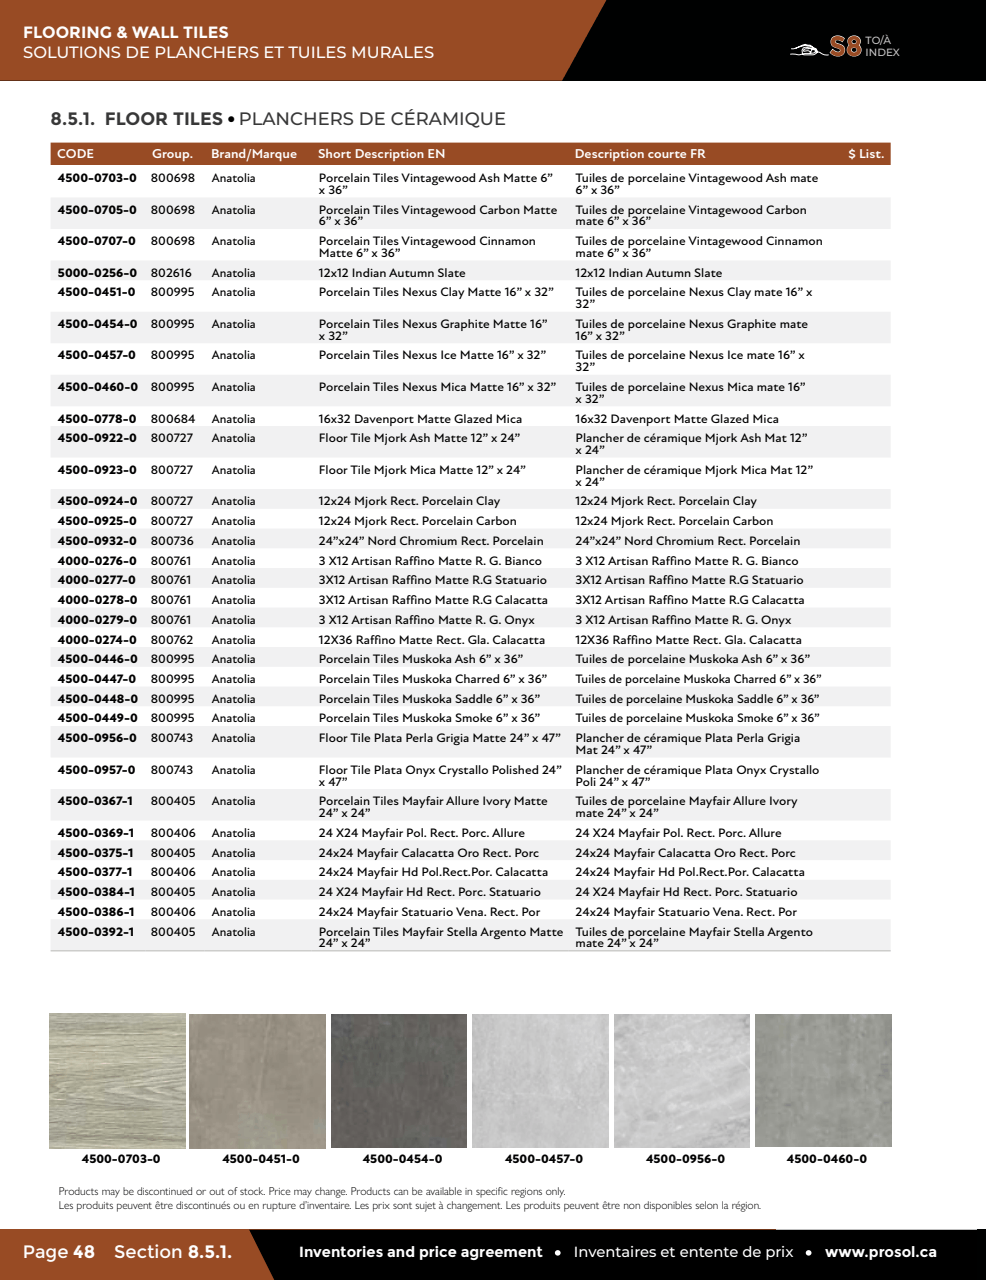 FLOORING & WALL TILES
SOLUTIONS DE PLANCHERS ET TUILES MURALES
S8 TO/À
INDEX
8.5.1. FLOOR TILES • PLANCHERS DE CÉRAMIQUE
CODE Group. Brand/Marque Short Description EN Description courte FR $ List.
4500-0703-0 800698 Anatolia Porcelain Tiles Vintagewood Ash Matte 6” Tuiles de porcelaine Vintagewood Ash mate
x 36” 6” x 36”
4500-0705-0 800698 Anatolia Porcelain Tiles Vintagewood Carbon Matte Tuiles de porcelaine Vintagewood Carbon
6” x 36” mate 6” x 36”
4500-0707-0 800698 Anatolia Porcelain Tiles Vintagewood Cinnamon Tuiles de porcelaine Vintagewood Cinnamon
Matte 6” x 36” mate 6” x 36”
5000-0256-0 802616 Anatolia 12x12 Indian Autumn Slate 12x12 Indian Autumn Slate
4500-0451-0 800995 Anatolia Porcelain Tiles Nexus Clay Matte 16” x 32” Tuiles de porcelaine Nexus Clay mate 16” x
32”
4500-0454-0 800995 Anatolia Porcelain Tiles Nexus Graphite Matte 16” Tuiles de porcelaine Nexus Graphite mate
x 32” 16” x 32”
4500-0457-0 800995 Anatolia Porcelain Tiles Nexus Ice Matte 16” x 32” Tuiles de porcelaine Nexus Ice mate 16” x
32”
4500-0460-0 800995 Anatolia Porcelain Tiles Nexus Mica Matte 16” x 32” Tuiles de porcelaine Nexus Mica mate 16”
x 32”
4500-0778-0 800684 Anatolia 16x32 Davenport Matte Glazed Mica 16x32 Davenport Matte Glazed Mica
4500-0922-0 800727 Anatolia Floor Tile Mjork Ash Matte 12” x 24” Plancher de céramique Mjork Ash Mat 12”
x 24”
4500-0923-0 800727 Anatolia Floor Tile Mjork Mica Matte 12” x 24” Plancher de céramique Mjork Mica Mat 12”
x 24”
4500-0924-0 800727 Anatolia 12x24 Mjork Rect. Porcelain Clay 12x24 Mjork Rect. Porcelain Clay
4500-0925-0 800727 Anatolia 12x24 Mjork Rect. Porcelain Carbon 12x24 Mjork Rect. Porcelain Carbon
4500-0932-0 800736 Anatolia 24”x24” Nord Chromium Rect. Porcelain 24”x24” Nord Chromium Rect. Porcelain
4000-0276-0 800761 Anatolia 3 X12 Artisan Raffino Matte R. G. Bianco 3 X12 Artisan Raffino Matte R. G. Bianco
4000-0277-0 800761 Anatolia 3X12 Artisan Raffino Matte R.G Statuario 3X12 Artisan Raffino Matte R.G Statuario
4000-0278-0 800761 Anatolia 3X12 Artisan Raffino Matte R.G Calacatta 3X12 Artisan Raffino Matte R.G Calacatta
4000-0279-0 800761 Anatolia 3 X12 Artisan Raffino Matte R. G. Onyx 3 X12 Artisan Raffino Matte R. G. Onyx
4000-0274-0 800762 Anatolia 12X36 Raffino Matte Rect. Gla. Calacatta 12X36 Raffino Matte Rect. Gla. Calacatta
4500-0446-0 800995 Anatolia Porcelain Tiles Muskoka Ash 6” x 36” Tuiles de porcelaine Muskoka Ash 6” x 36”
4500-0447-0 800995 Anatolia Porcelain Tiles Muskoka Charred 6” x 36” Tuiles de porcelaine Muskoka Charred 6” x 36”
4500-0448-0 800995 Anatolia Porcelain Tiles Muskoka Saddle 6” x 36” Tuiles de porcelaine Muskoka Saddle 6” x 36”
4500-0449-0 800995 Anatolia Porcelain Tiles Muskoka Smoke 6” x 36” Tuiles de porcelaine Muskoka Smoke 6” x 36”
4500-0956-0 800743 Anatolia Floor Tile Plata Perla Grigia Matte 24” x 47” Plancher de céramique Plata Perla Grigia
Mat 24” x 47”
4500-0957-0 800743 Anatolia Floor Tile Plata Onyx Crystallo Polished 24” Plancher de céramique Plata Onyx Crystallo
x 47” Poli 24” x 47”
4500-0367-1 800405 Anatolia Porcelain Tiles Mayfair Allure Ivory Matte Tuiles de porcelaine Mayfair Allure Ivory
24” x 24” mate 24” x 24”
4500-0369-1 800406 Anatolia 24 X24 Mayfair Pol. Rect. Porc. Allure 24 X24 Mayfair Pol. Rect. Porc. Allure
4500-0375-1 800405 Anatolia 24x24 Mayfair Calacatta Oro Rect. Porc 24x24 Mayfair Calacatta Oro Rect. Porc
4500-0377-1 800406 Anatolia 24x24 Mayfair Hd Pol.Rect.Por. Calacatta 24x24 Mayfair Hd Pol.Rect.Por. Calacatta
4500-0384-1 800405 Anatolia 24 X24 Mayfair Hd Rect. Porc. Statuario 24 X24 Mayfair Hd Rect. Porc. Statuario
4500-0386-1 800406 Anatolia 24x24 Mayfair Statuario Vena. Rect. Por 24x24 Mayfair Statuario Vena. Rect. Por
4500-0392-1 800405 Anatolia Porcelain Tiles Mayfair Stella Argento Matte Tuiles de porcelaine Mayfair Stella Argento
24” x 24” mate 24” x 24”
4500-0703-0 4500-0451-0 4500-0454-0 4500-0457-0 4500-0956-0 4500-0460-0
Products may be discontinued or out of stock. Price may change. Products can be available in specific regions only.
Les produits peuvent être discontinués ou en rupture d’inventaire. Les prix sont sujet à changement. Les produits peuvent être non disponibles selon la région.
Page 48 Section 8.5.1. Inventories and price agreement • Inventaires et entente de prix • www.prosol.ca